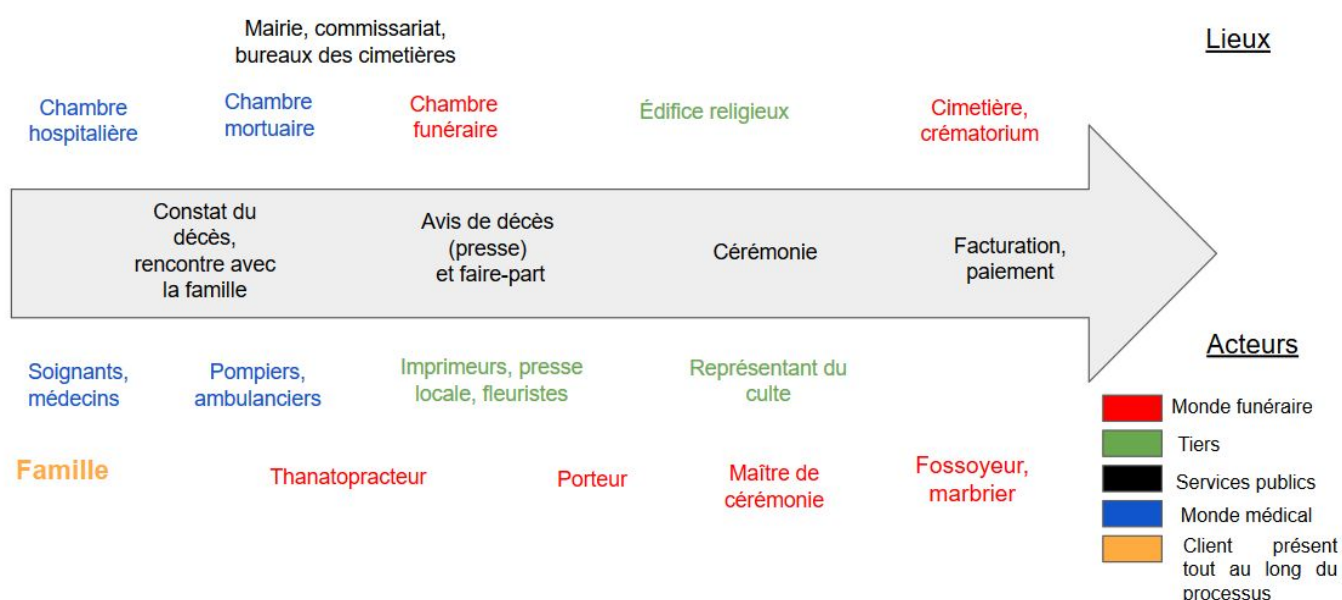 Mairie, commissariat,
bureaux des cimetières
Lieux
Chambre
hospitalière
Chambre
mortuaire
Chambre
funéraire
Édifice religieux
Cimetière,
crématorium
Constat du
décès,
rencontre avec
la famille
Avis de décès
(presse)
et faire-part
Cérémonie
Facturation,
paiement
Acteurs
Soignants,
médecins
Pompiers,
ambulanciers
Imprimeurs, presse
locale, fleuristes
Représentant du
culte
Famille
Thanatopracteur
Porteur
Maître de
cérémonie
Fossoyeur,
marbrier
Monde funéraire
Tiers
Services publics
Monde médical
Client présent
tout au long du
processus